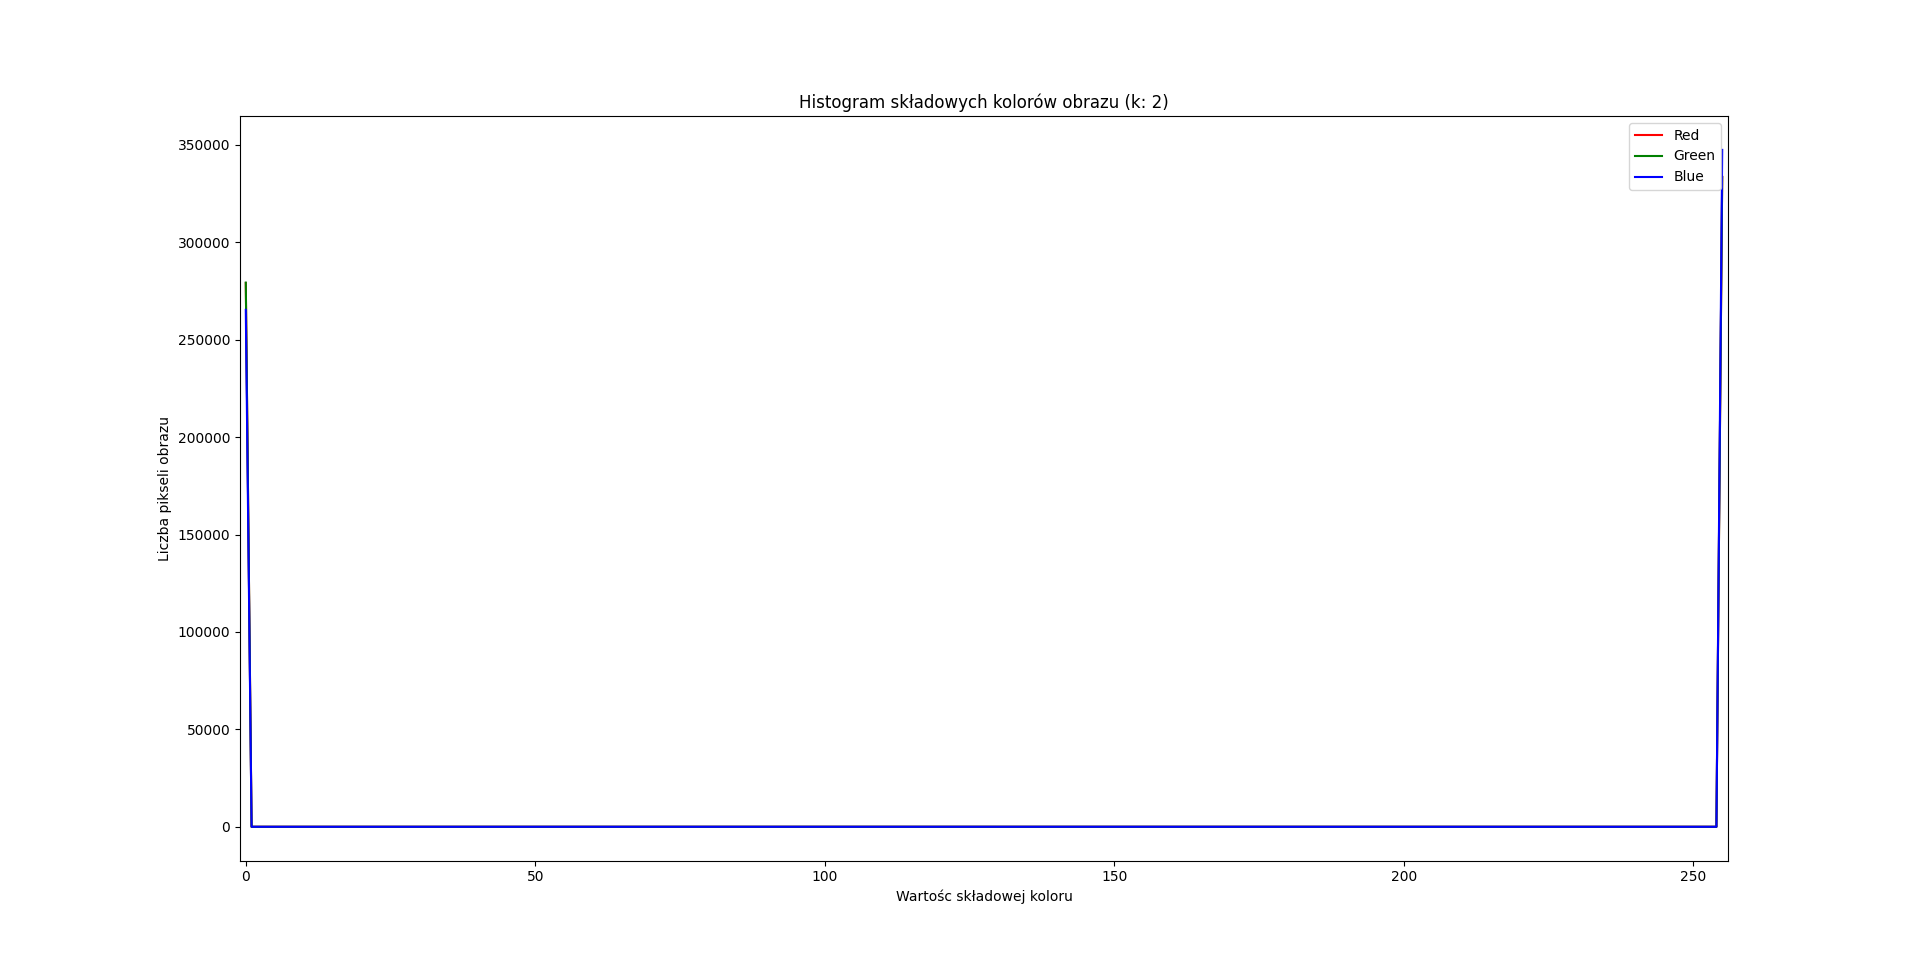 Histogram składowych kolorów obrazu (k: 2)
Red
Green
Blue
350000
300000
250000
200000
150000
100000
50000
0
Liczba pikseli obrazu
0 50 100 150 200 250
Wartośc składowej koloru